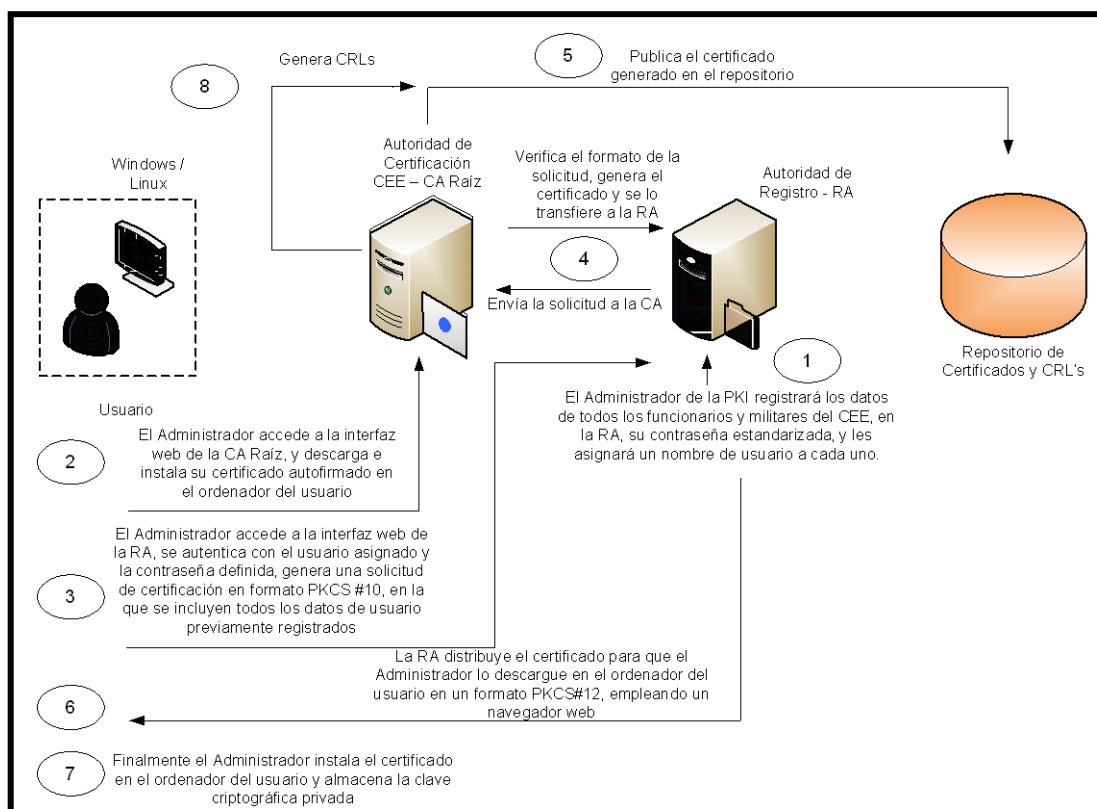 8
Genera CRLs
5
Publica el certificado
generado en el repositorio
Windows /
Linux
Autoridad de
Certificación
CEE – CA Raíz
Verifica el formato de la
solicitud, genera el
certificado y se lo
transfiere a la RA
Autoridad de
Registro - RA
4
Envía la solicitud a la CA
Repositorio de
Certificados y CRL's
1
El Administrador de la PKI registrará los datos
de todos los funcionarios y militares del CEE, en
la RA, su contraseña estandarizada, y les
asignará un nombre de usuario a cada uno.
Usuario
2
El Administrador accede a la interfaz
web de la CA Raíz, y descarga e
instala su certificado autofirmado en
el ordenador del usuario
3
El Administrador accede a la interfaz web de
la RA, se autentica con el usuario asignado y
la contraseña definida, genera una solicitud
de certificación en formato PKCS #10, en la
que se incluyen todos los datos de usuario
previamente registrados
La RA distribuye el certificado para que el
Administrador lo descargue en el ordenador del
usuario en un formato PKCS#12, empleando un
navegador web
6
7
Finalmente el Administrador instala el certificado
en el ordenador del usuario y almacena la clave
criptográfica privada